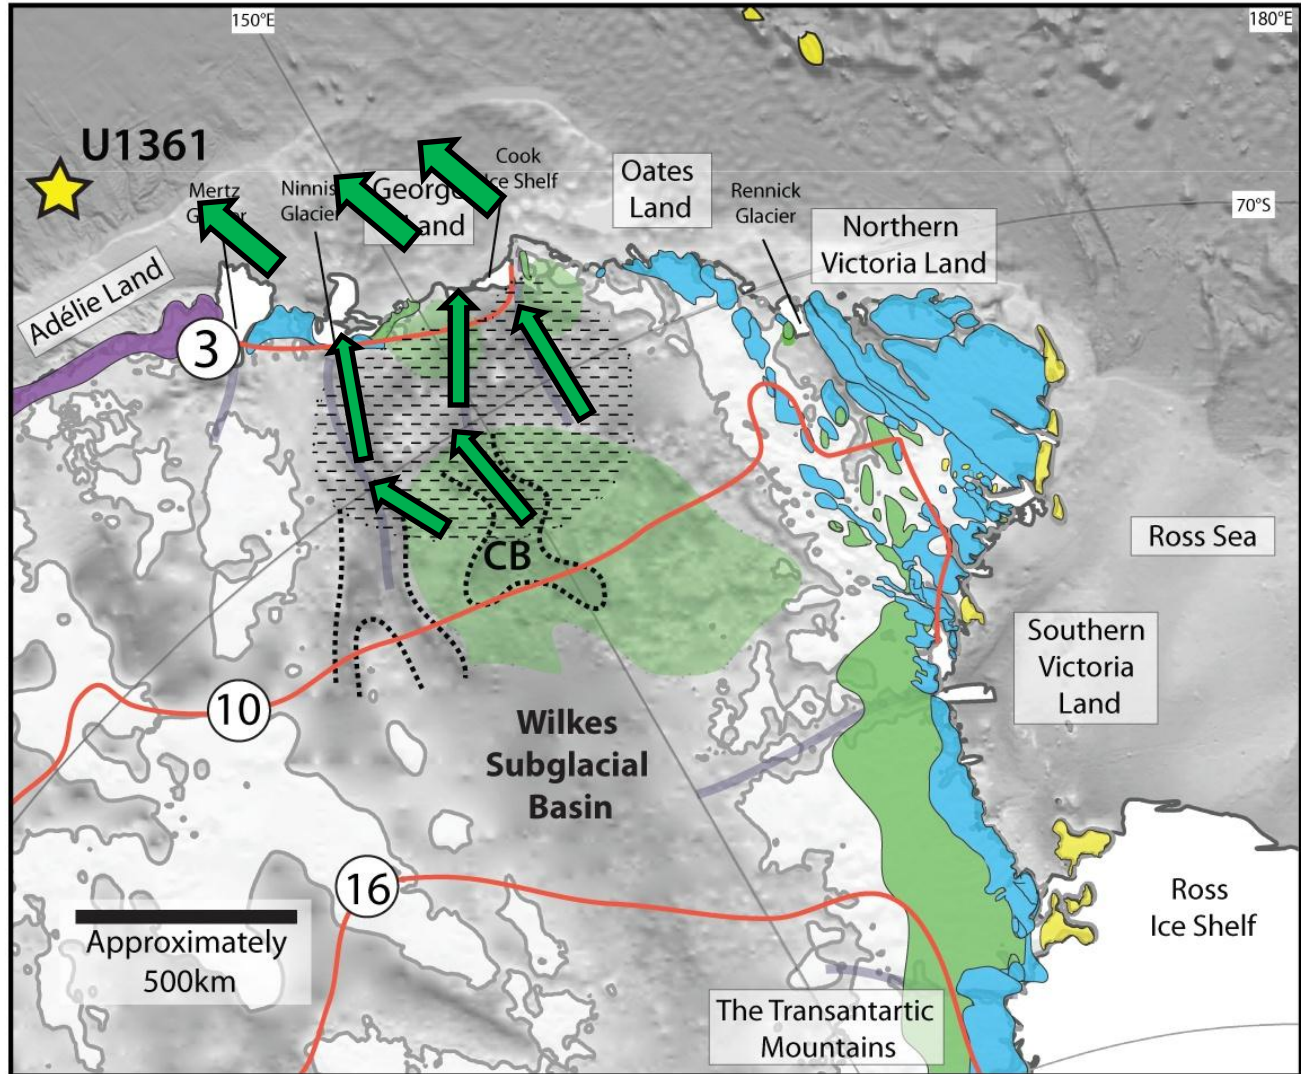 150°E
180°E
U1361
Mertz
Ninnis
Glacier
George
Land
Cook
Ice Shelf
Oates
Land
Rennick
Glacier
70°S
Northern
Victoria Land
Adélie Land
3
CB
Ross Sea
Southern
Victoria
Land
10
Wilkes
Subglacial
Basin
16
Approximately
500km
Ross
Ice Shelf
The Transantartic
Mountains